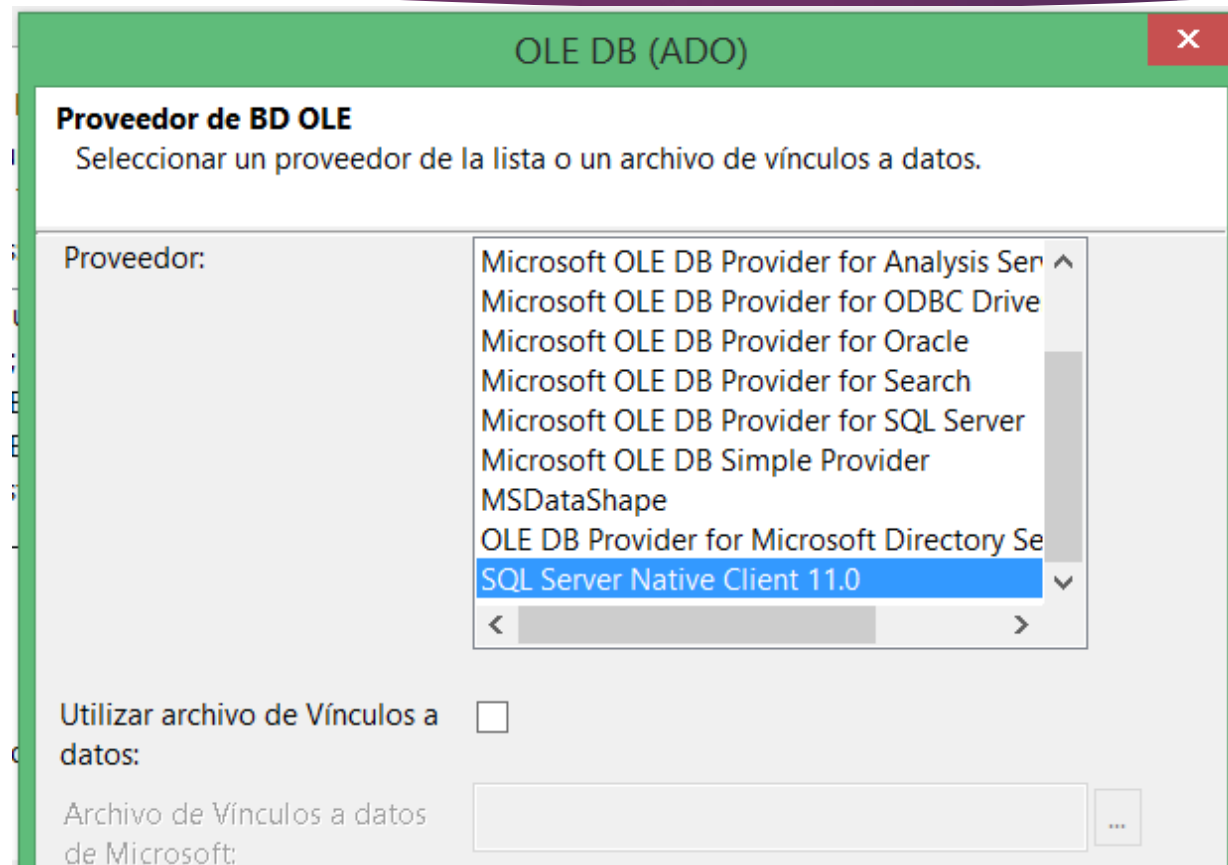 OLE DB (ADO)
Proveedor de BD OLE
Seleccionar un proveedor de la lista o un archivo de vínculos a datos.
Proveedor:
Microsoft OLE DB Provider for Analysis Ser
Microsoft OLE DB Provider for ODBC Drive
Microsoft OLE DB Provider for Oracle
Microsoft OLE DB Provider for Search
Microsoft OLE DB Provider for SQL Server
Microsoft OLE DB Simple Provider
MSDataShape
OLE DB Provider for Microsoft Directory Se
SQL Server Native Client 11.0
Utilizar archivo de Vínculos a
datos:
Archivo de Vínculos a datos
...
de Microsoft: